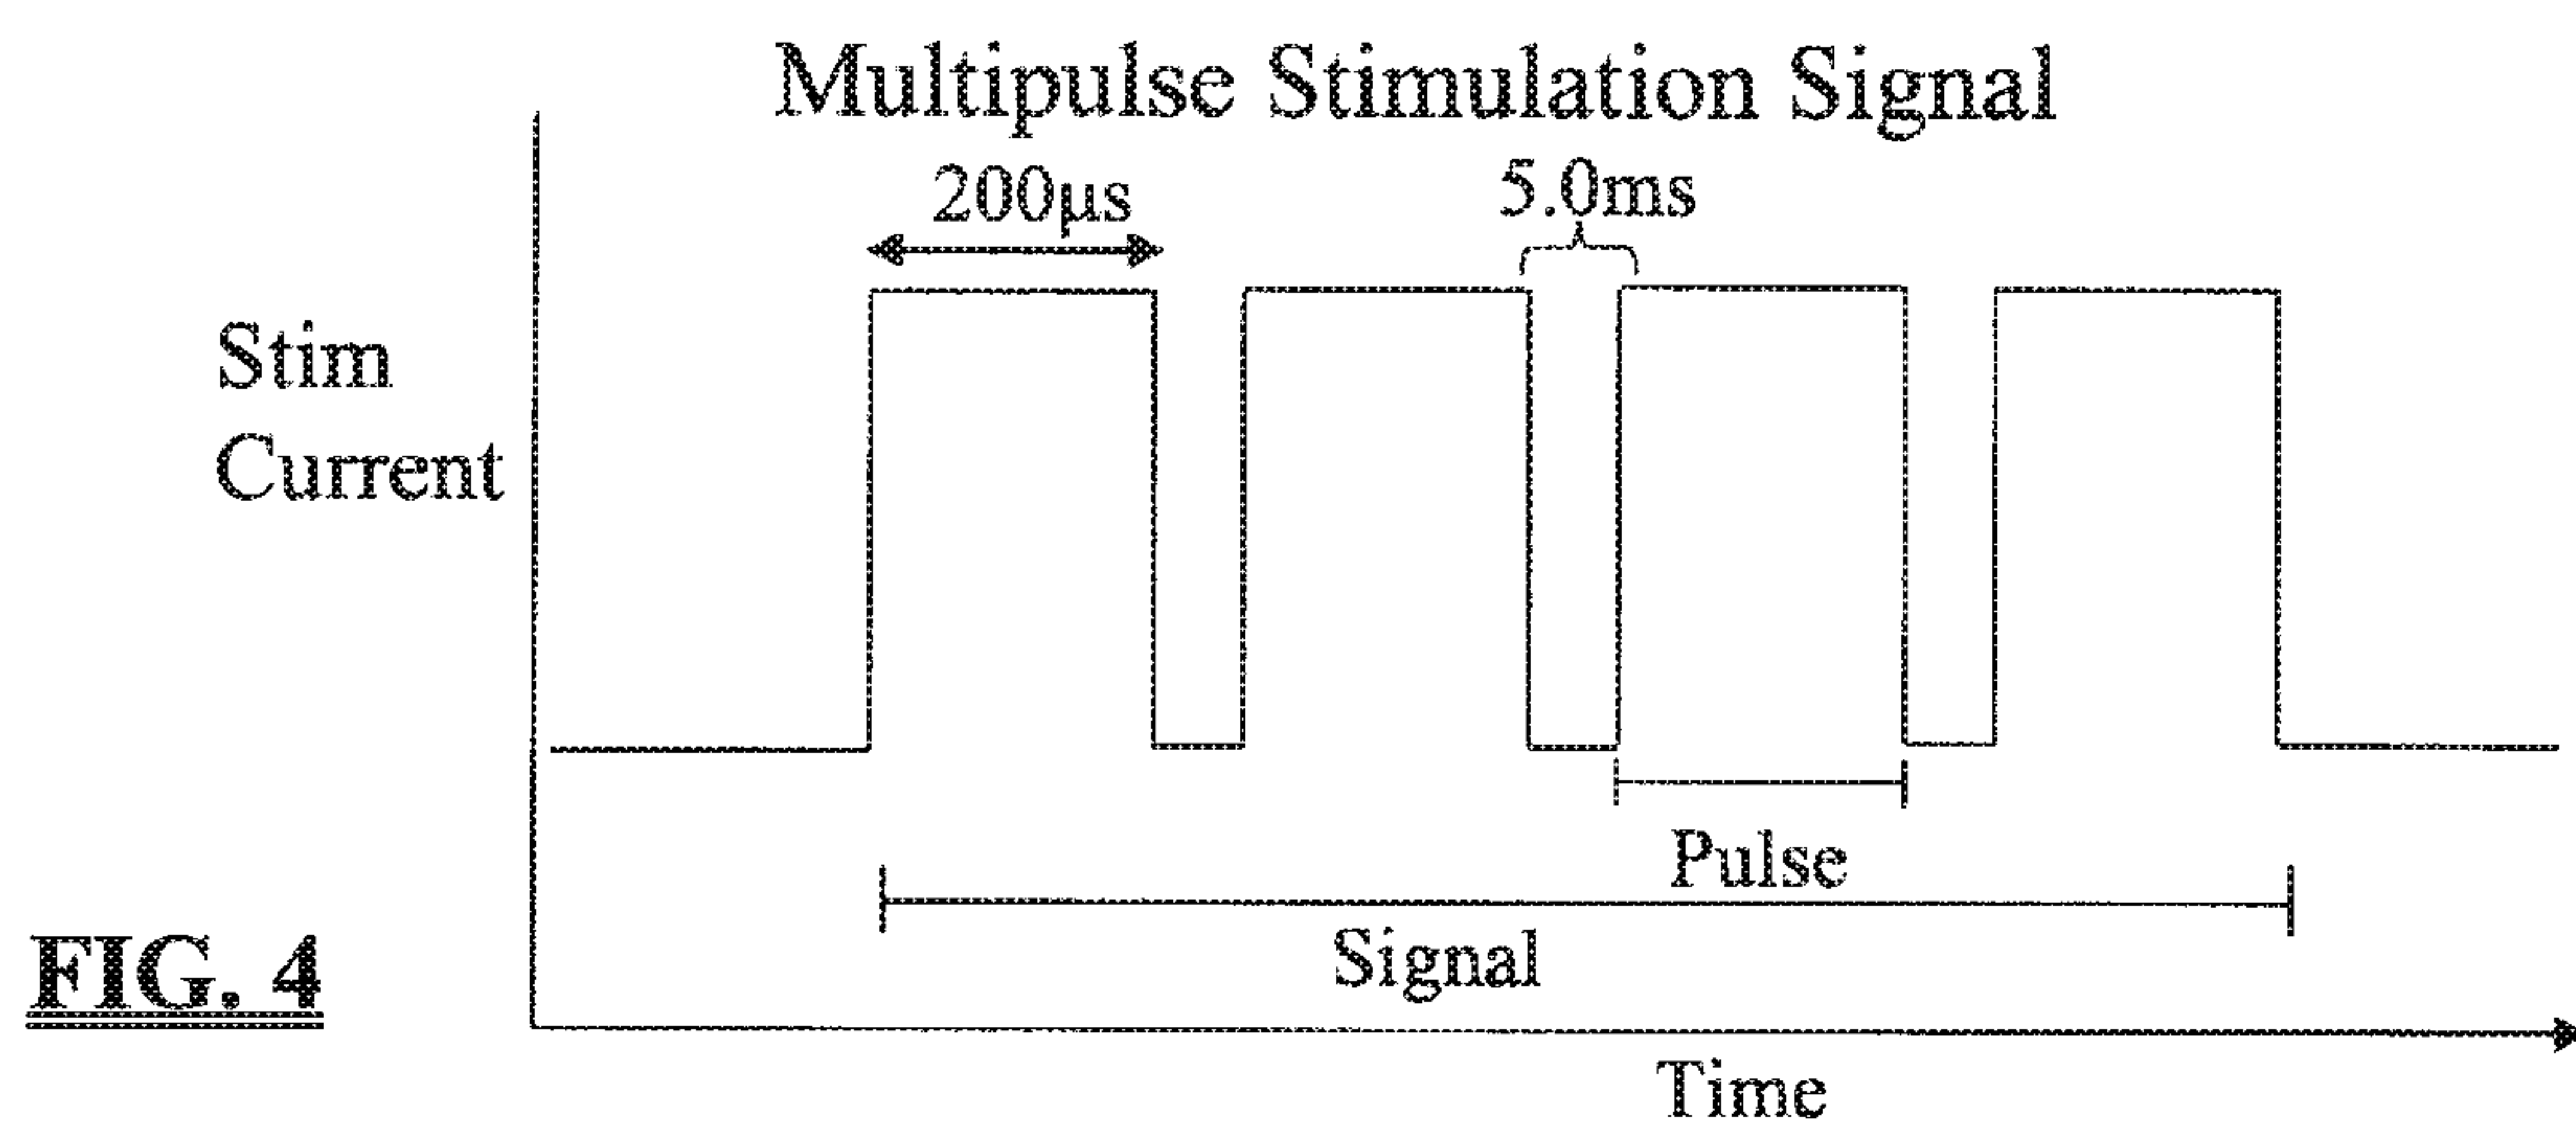 Multipulse Stimulation Signal
200µs
5.0ms
Stim
Current
Pulse
Signal
FIG. 4
Time